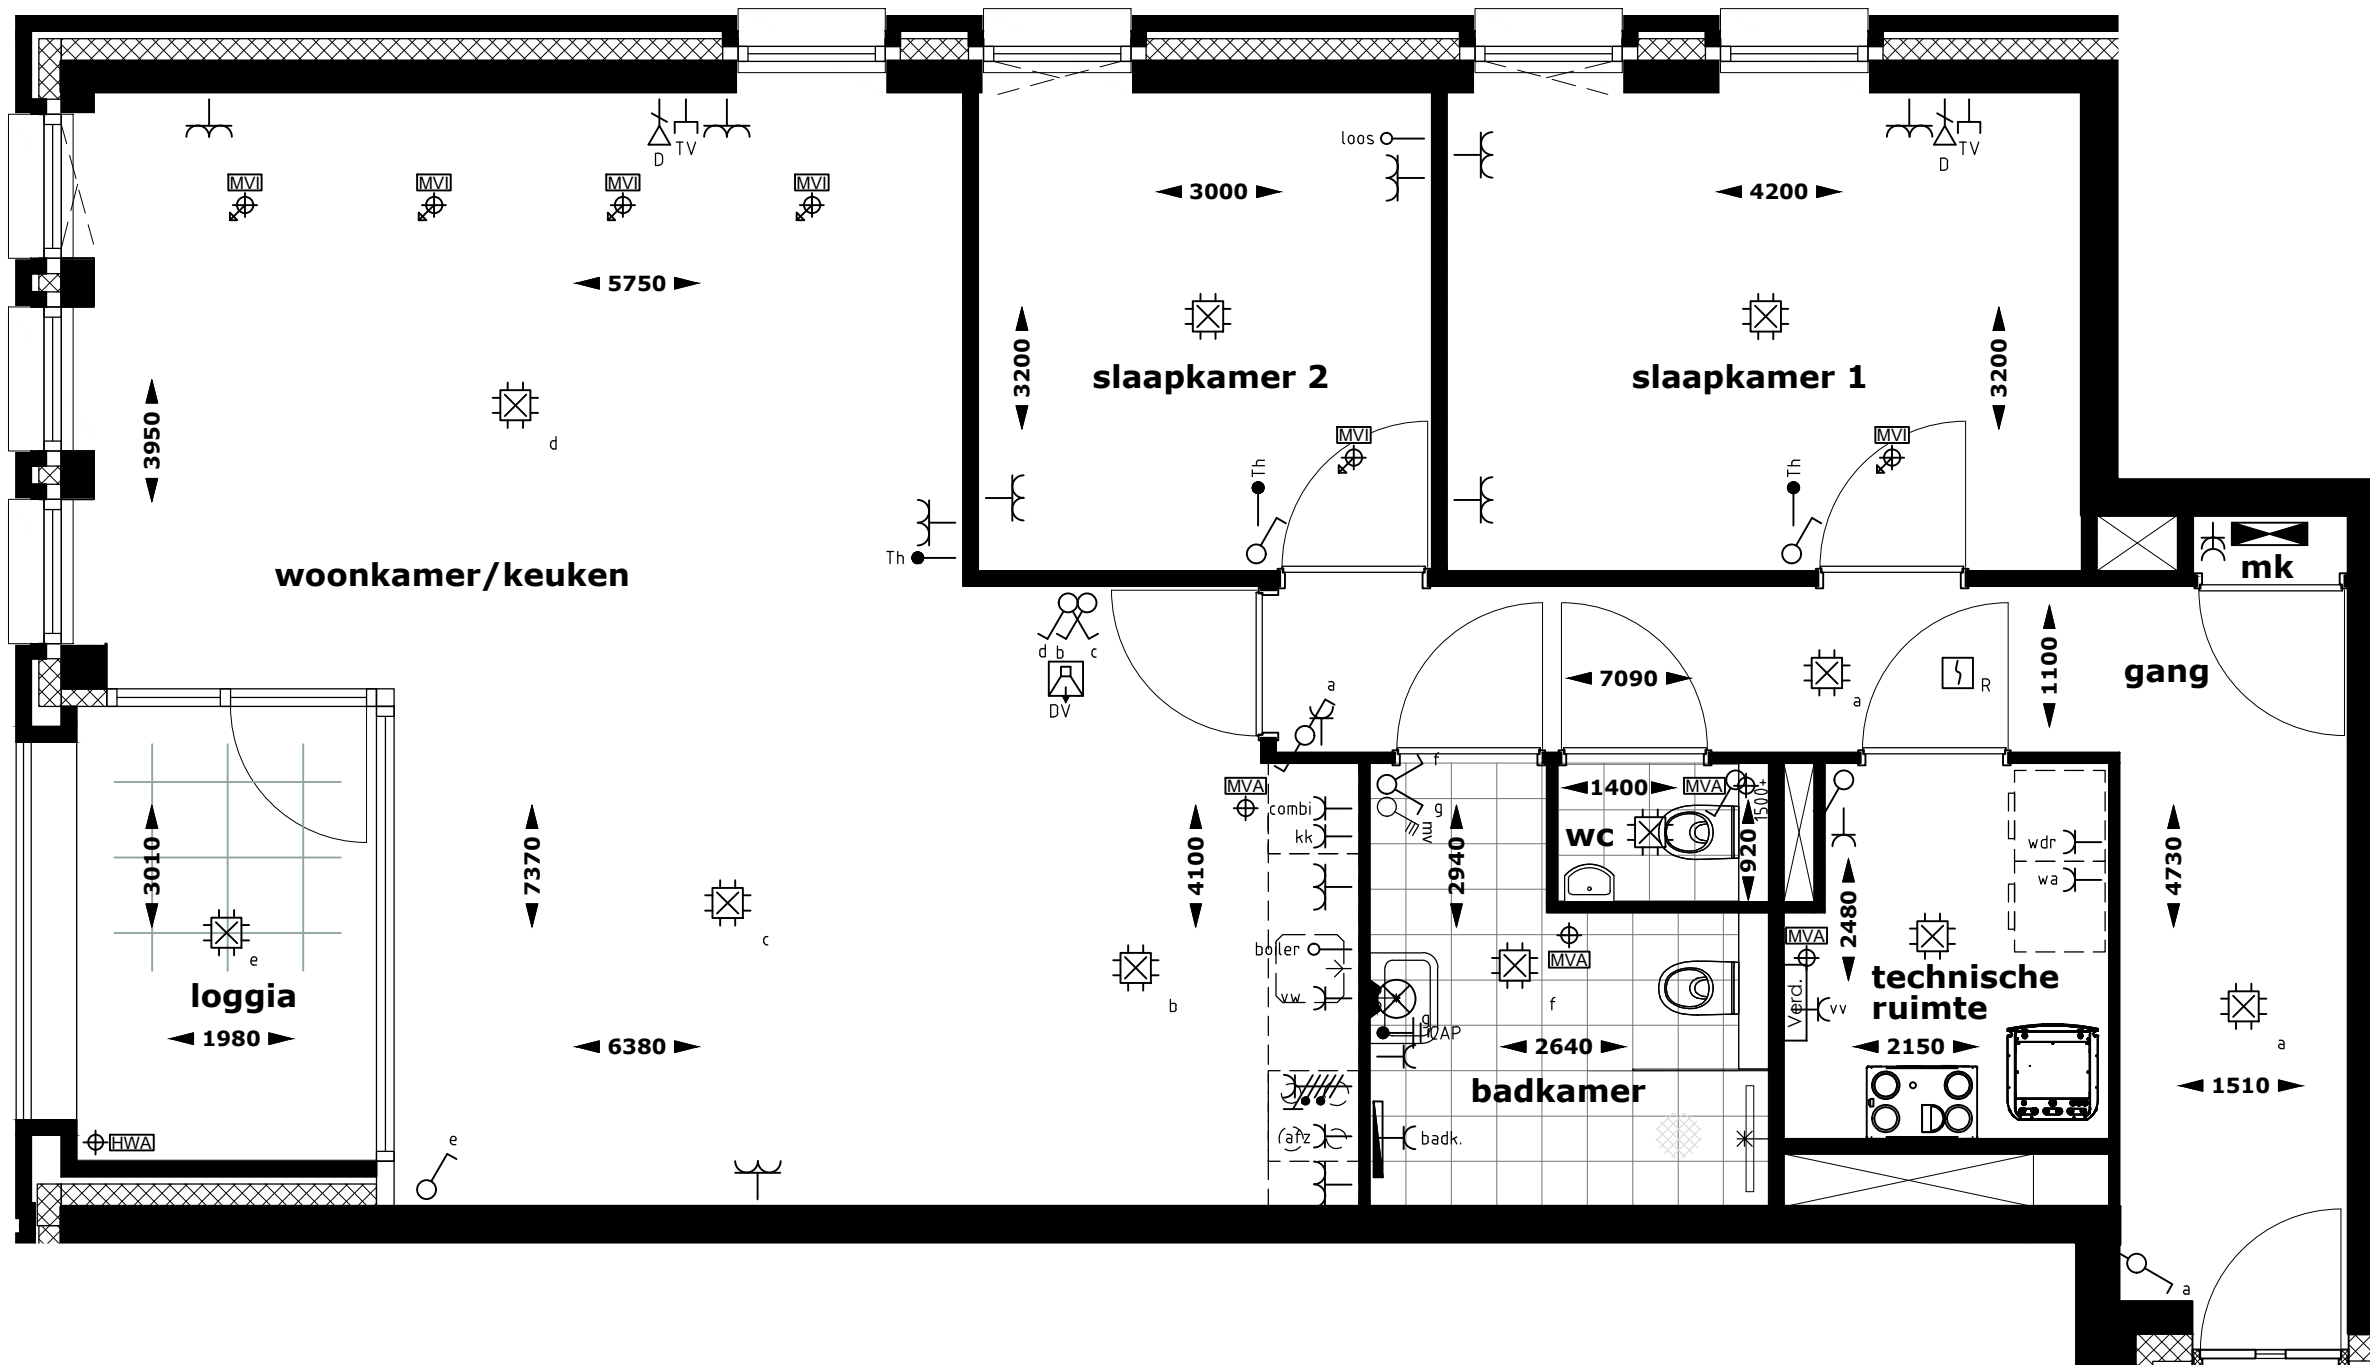 D
TV
MVI
MVI
MVI
MVI
loos
D
TV
3000
4200
5750
3200
3200
slaapkamer 2
slaapkamer 1
3950
d
MVI
MVI
Th
Th
Th
woonkamer/keuken
mk
d
b
c
DV
a
7090
a
R
1100
gang
MVA
combi
kk
f
g
mv
1400
MVA
1500+
wc
920
3010
7370
4100
2940
2480
wdr
wa
4730
e
c
boiler
vw
b
MVA
f
MVA
Verd.
vv
technische
ruimte
loggia
1980
6380
g
CAP
2640
2150
a
1510
badkamer
HWA
e
afz
badk.
a